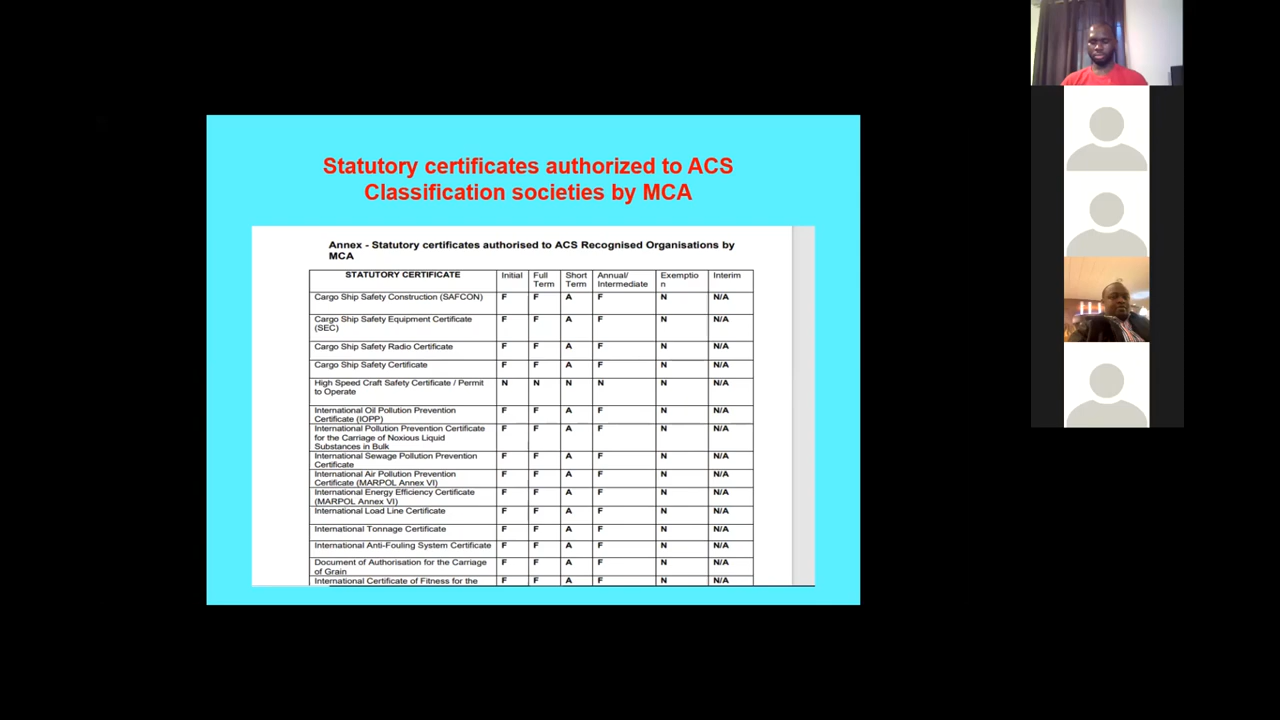 Statutory certificates authorized to ACS
Classification societies by MCA
Annex - Statutory certificates authorised to ACS Recognised Organisations by
MCA
STATUTORY CERTIFICATE Initial Full Term Short Term Annual/ Intermediate Exemptio n Interim
Cargo Ship Safety Construction (SAFCON) F F A F N N/A
Cargo Ship Safety Equipment Certificate F F A F N N/A
(SEC)
Cargo Ship Safety Radio Certificate F F A F N N/A
Cargo Ship Safety Certificate F F A F N N/A
High Speed Craft Safety Certificate / Permit N N N N N N/A
to Operate
International Oil Pollution Prevention F F A F N N/A
Certificate (IOPP)
International Pollution Prevention Certificate F F A F N N/A
for the Carriage of Noxious Liquid
Substances in Bulk
International Sewage Pollution Prevention F F A F N N/A
Certificate
International Air Pollution Prevention F F A F N N/A
Certificate (MARPOL Annex VI)
International Energy Efficiency Certificate F F A F N N/A
(MARPOL Annex VI)
International Load Line Certificate F F A F N N/A
International Tonnage Certificate F F A F N N/A
International Anti-Fouling System Certificate F F A F N N/A
Document of Authorisation for the Carriage F F A F N N/A
of Grain
International Certificate of Fitness for the F F A F N N/A